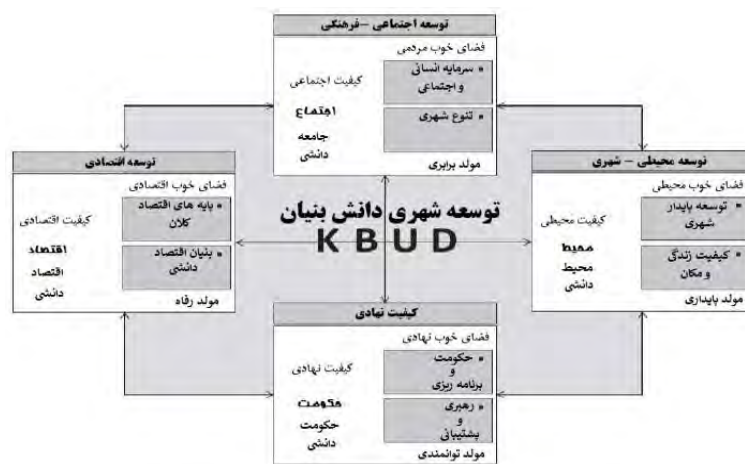 توسعه اجتماعی –فرهنگی
فضای خوب مردمی
کیفیت اجتماعی
اجتماع
جامعه
دانشی
▪ سرمایه انسانی
و اجتماعی
▪ تنوع شهری
مولد برابری
توسعه محیطی – شهری
فضای خوب محیطی
کیفیت محیطی
محیط
محیط
دانشی
▪ توسعه پایدار
شهری
▪ کیفیت زندگی
و مکان
مولد پایداری
توسعه اقتصادی
فضای خوب اقتصادی
کیفیت اقتصادی
اقتصاد
اقتصاد
دانشی
▪ پایه های اقتصاد
کلان
▪ بنیان اقتصاد
دانشی
مولد رفاه
توسعه شهری دانش بنیان
KBUD
کیفیت نهادی
فضای خوب نهادی
کیفیت نهادی
حکومت
حکومت
دانشی
▪ حکومت
و
برنامه ریزی
▪ رهبری
و
پشتیبانی
مولد توانمندی